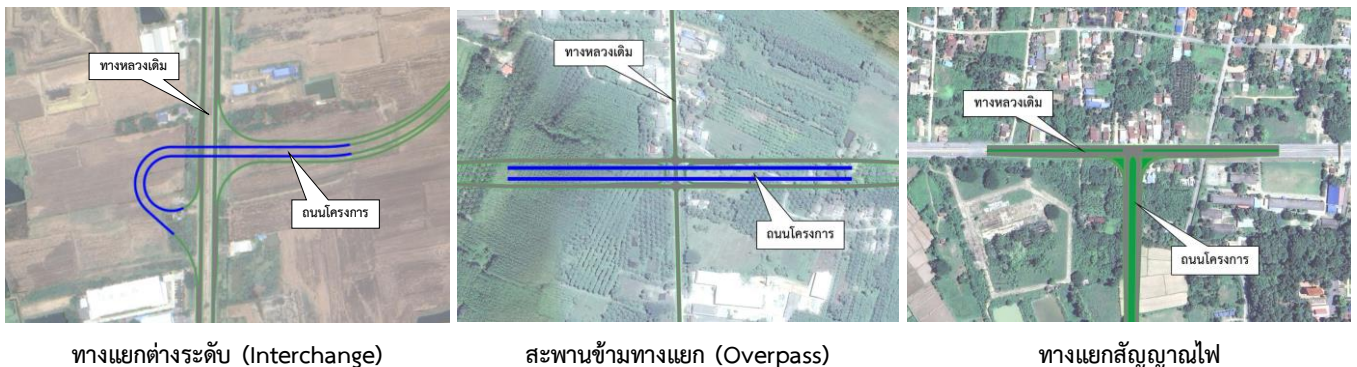 ทางหลวงเดิม
ถนนโครงการ
ทางแยกต่างระดับ (Interchange)
ทางหลวงเดิม
ถนนโครงการ
สะพานข้ามทางแยก (Overpass)
ทางหลวงเดิม
ถนนโครงการ
ทางแยกสัญญาณไฟ